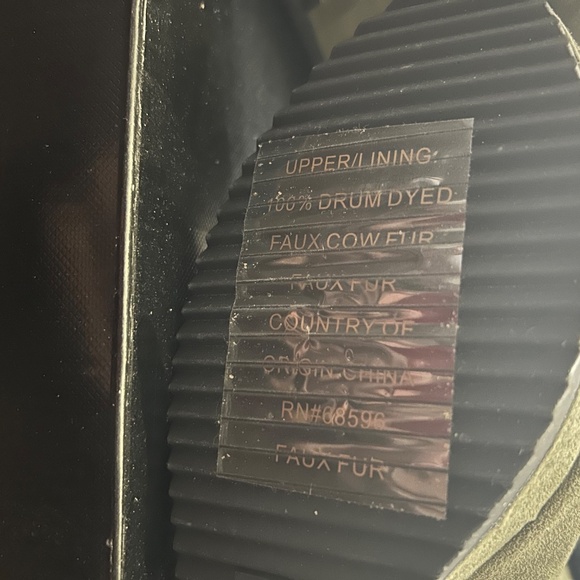 UPPER/LINING
100% DRUM DYED
FAUX COW FUR
FAUX FUR
COUNTRY OF
ORIGIN:CHINA
RN#68596
FAUX FUR